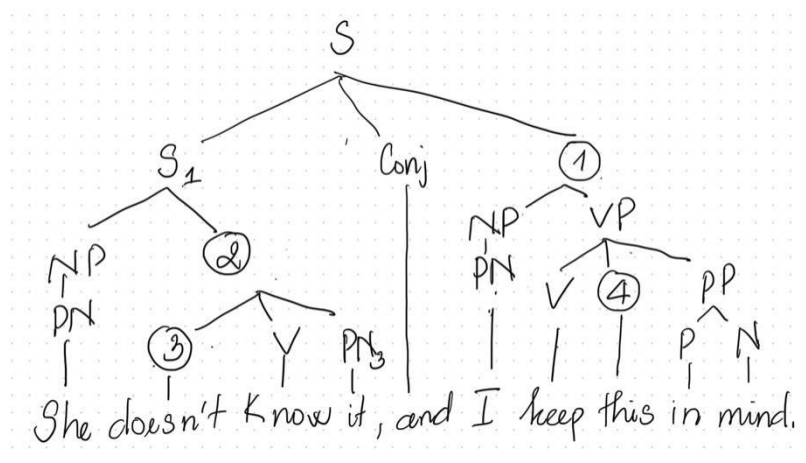 S
S1 Conj 1
NP 2 NP VP
PN PN V 4 PP
3 V PN3 P N
She doesn't know it, and I keep this in mind.